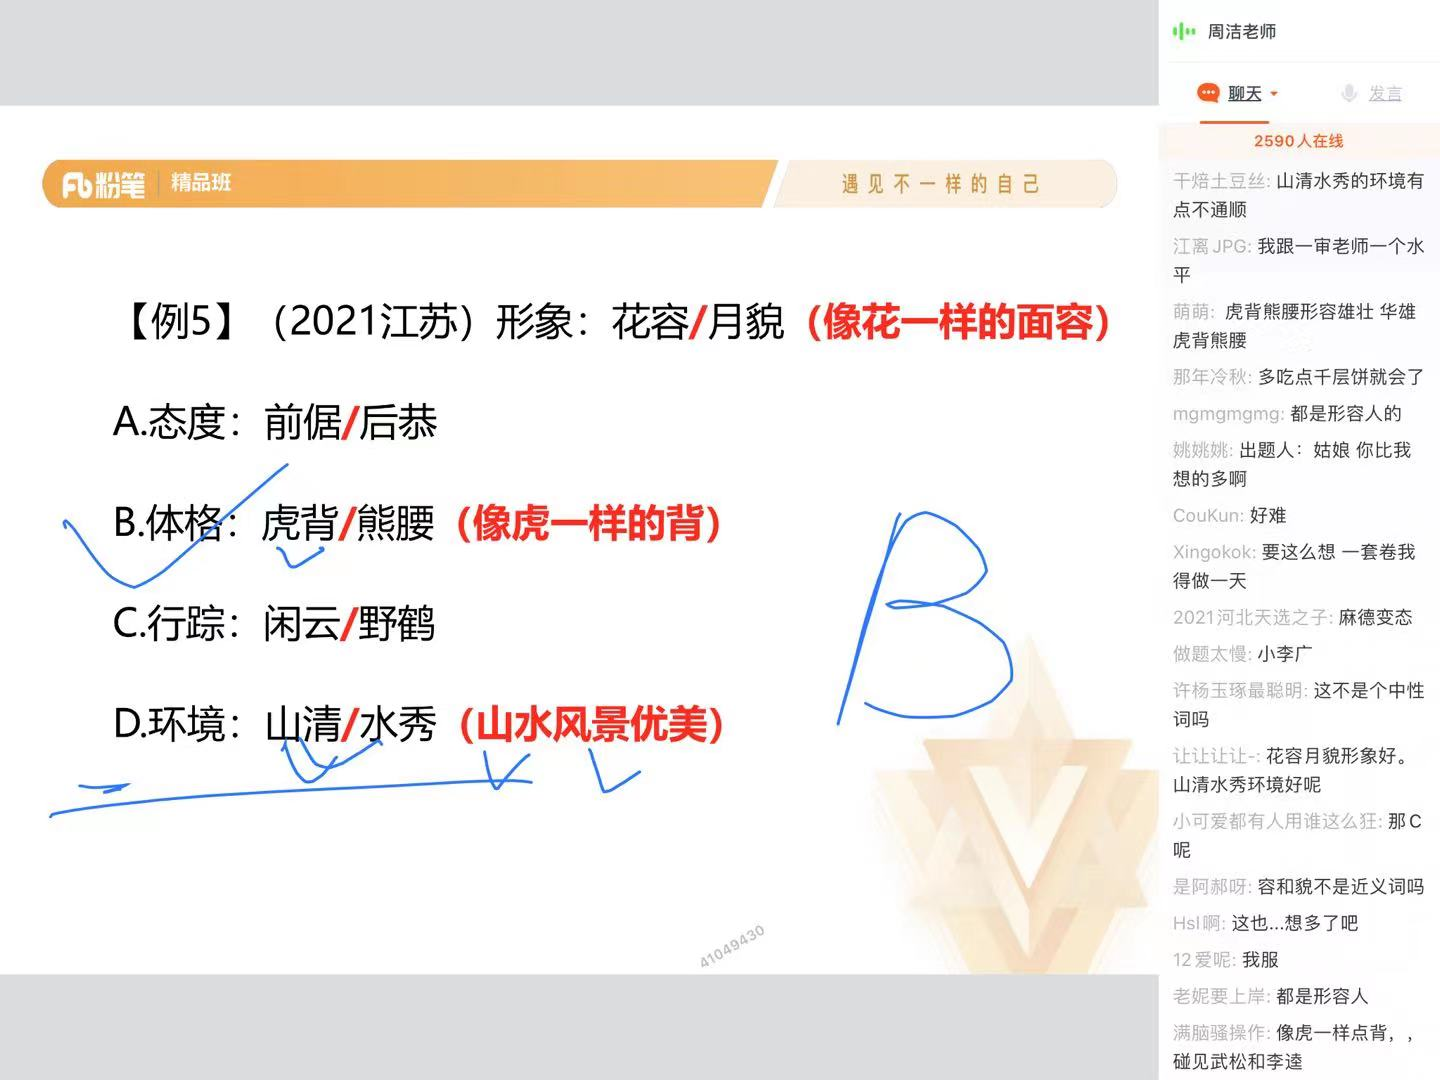 周洁老师
聊天
发言
2590人在线
粉笔 精品班
遇见不一样的自己
【例5】（2021江苏）形象：花容/月貌（像花一样的面容）
A.态度：前倨/后恭
B.体格：虎背/熊腰（像虎一样的背）
C.行踪：闲云/野鹤
D.环境：山清/水秀（山水风景优美）
B
41049430
干焙土豆丝: 山清水秀的环境有
点不通顺
江离JPG: 我跟一审老师一个水
平
萌萌: 虎背熊腰形容雄壮 华雄
虎背熊腰
那年冷秋: 多吃点千层饼就会了
mgmgmgmg: 都是形容人的
姚姚姚: 出题人：姑娘 你比我
想的多啊
CouKun: 好难
Xingokok: 要这么想 一套卷我
得做一天
2021河北天选之子: 麻德变态
做题太慢: 小李广
许杨玉琢最聪明: 这不是个中性
词吗
让让让让-: 花容月貌形象好。
山清水秀环境好呢
小可爱都有人用谁这么狂: 那C
呢
是阿郝呀: 容和貌不是近义词吗
Hsl啊: 这也...想多了吧
12爱呢: 我服
老妮要上岸: 都是形容人
满脑骚操作: 像虎一样点背，，
碰见武松和李逵